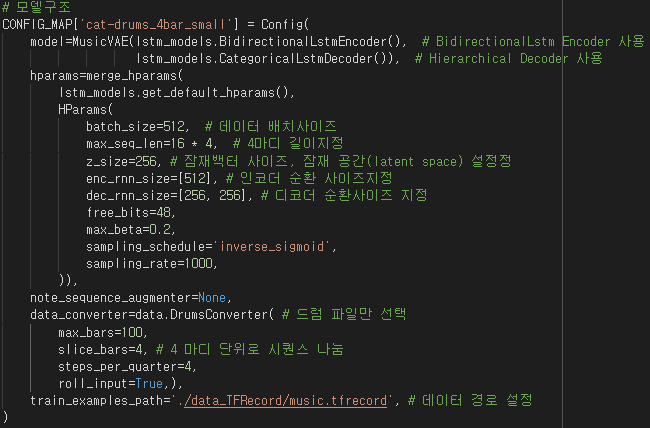 # 모델구조
CONFIG_MAP['cat-drums_4bar_small'] = Config(
    model=MusicVAE(lstm_models.BidirectionalLstmEncoder(),  # BidirectionalLstm Encoder 사용
                   lstm_models.CategoricalLstmDecoder()),  # Hierarchical Decoder 사용
    hparams=merge_hparams(
        lstm_models.get_default_hparams(),
        HParams(
            batch_size=512,  # 데이터 배치사이즈
            max_seq_len=16 * 4,  # 4마디 길이지정
            z_size=256, # 잠재백터 사이즈, 잠재 공간(latent space) 설정정
            enc_rnn_size=[512], # 인코더 순환 사이즈지정
            dec_rnn_size=[256, 256], # 디코더 순환사이즈 지정
            free_bits=48,
            max_beta=0.2,
            sampling_schedule='inverse_sigmoid',
            sampling_rate=1000,
        )),
    note_sequence_augmenter=None,
    data_converter=data.DrumsConverter( # 드럼 파일만 선택
        max_bars=100,
        slice_bars=4, # 4 마디 단위로 시퀀스 나눔
        steps_per_quarter=4,
        roll_input=True,),
    train_examples_path='./data_TFRecord/music.tfrecord', # 데이터 경로 설정
)